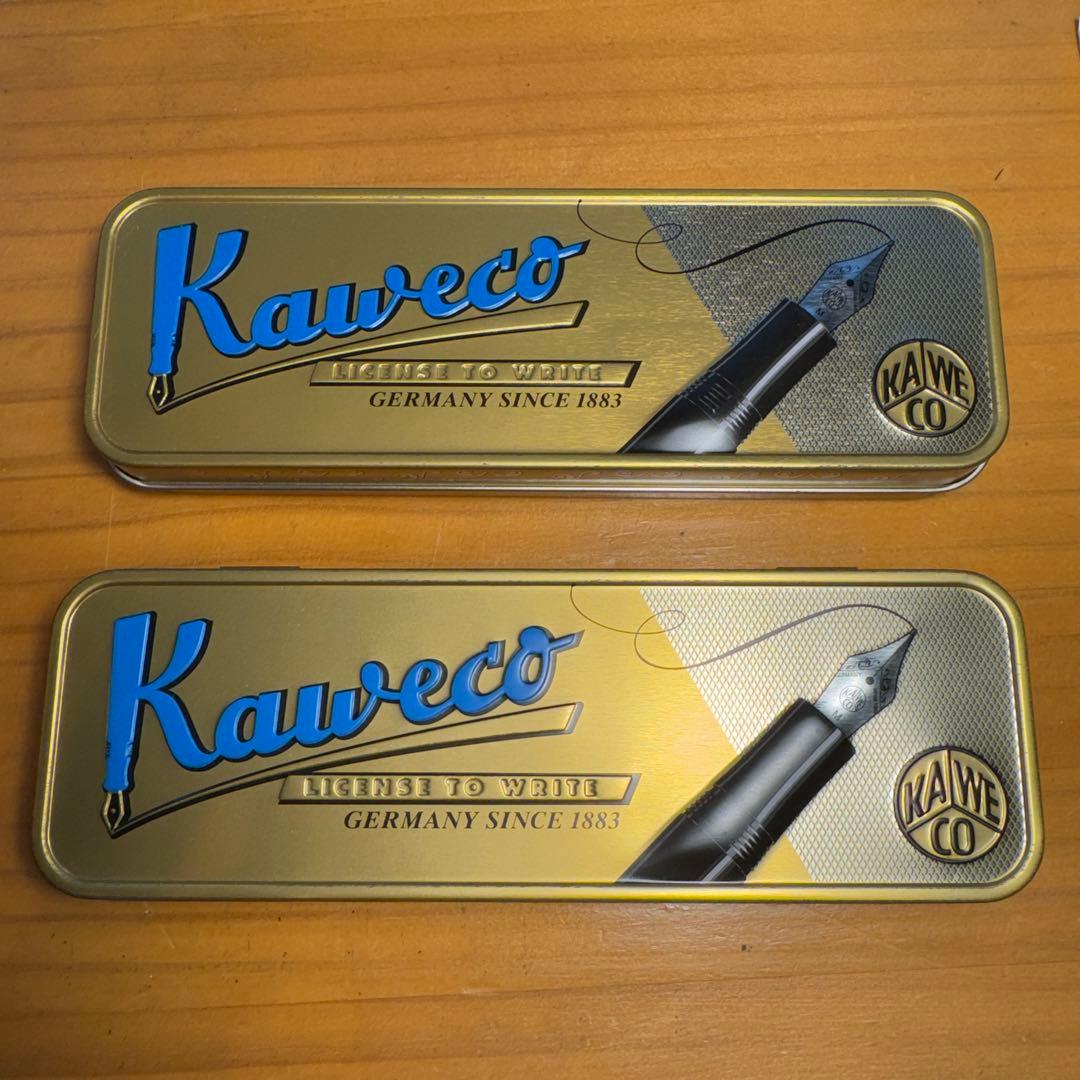 Kaweco
LICENSE TO WRITE
GERMANY SINCE 1883
KA WE
CO
Kaweco
LICENSE TO WRITE
GERMANY SINCE 1883
KA WE
CO